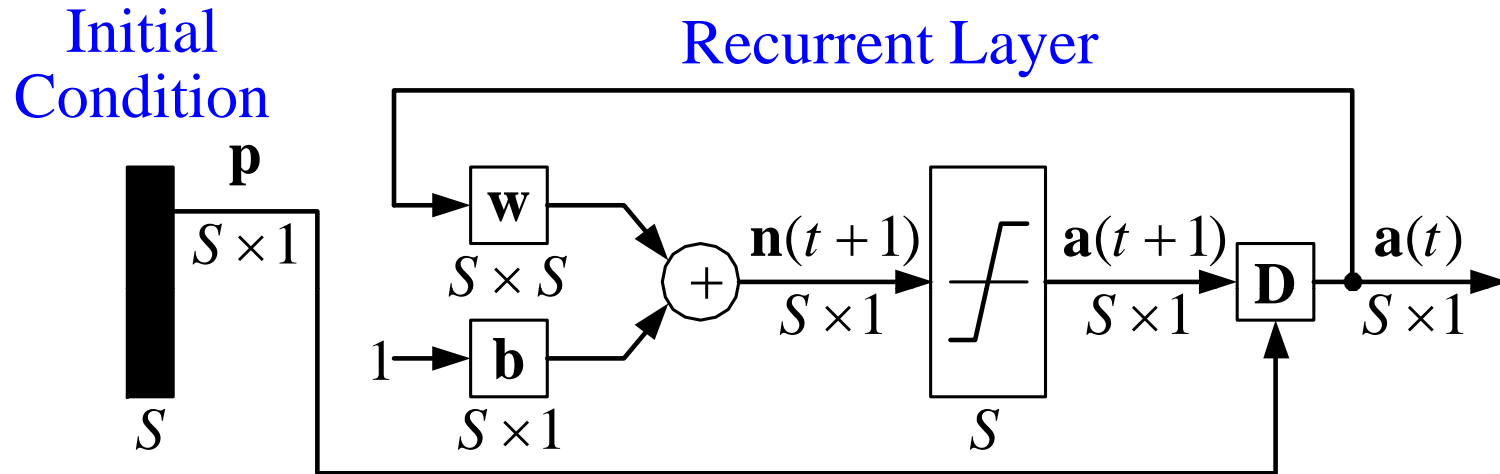 Initial
Condition
Recurrent Layer
p
S × 1
S
w
S × S
1
b
S × 1
+
n(t + 1)
S × 1
S
a(t + 1)
S × 1
D
a(t)
S × 1